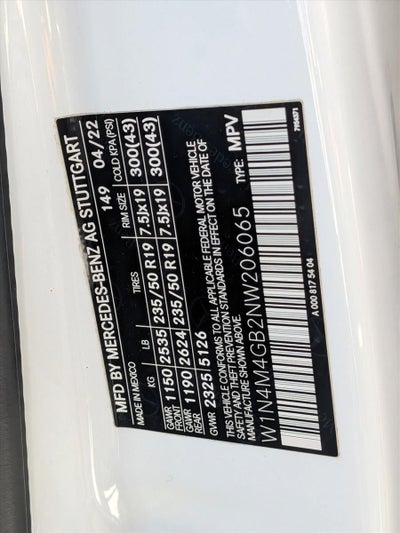 MFD BY MERCEDES-BENZ AG STUTTGART
MADE IN MEXICO 149 04/22
KG LB TIRES RIM SIZE COLD KPA(PSI)
GAWR FRONT 1150 2535 235/50 R19 7.5Jx19 300(43)
GAWR REAR 1190 2624 235/50 R19 7.5Jx19 300(43)
GVWR 2325 5126
THIS VEHICLE CONFORMS TO ALL APPLICABLE FEDERAL MOTOR VEHICLE
SAFETY AND THEFT PREVENTION STANDARDS IN EFFECT ON THE DATE OF
MANUFACTURE SHOWN ABOVE.
TYPE: MPV
W1N4M4GB2NW206065
A 000 817 54 04